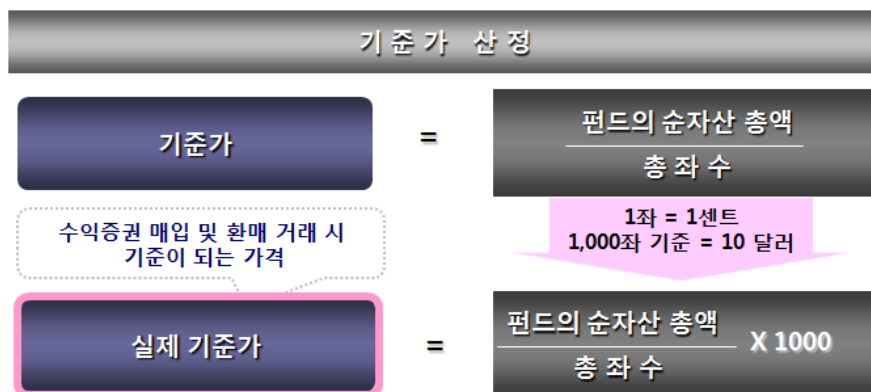 기준가 산정
기준가
=
펀드의 순자산 총액
총 좌 수
수익증권 매입 및 환매 거래 시
기준이 되는 가격
1좌 = 1센트
1,000좌 기준 = 10 달러
실제 기준가
=
펀드의 순자산 총액
총 좌 수
X 1000